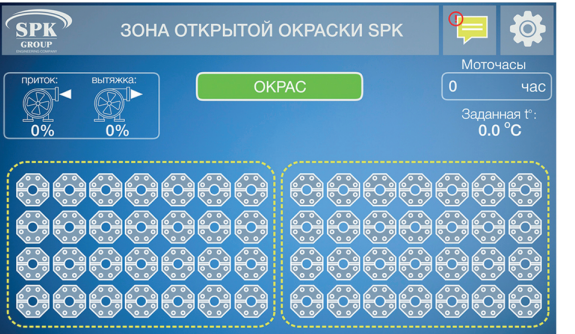 SPK
GROUP
ЗОНА ОТКРЫТОЙ ОКРАСКИ SPK
приток:
вытяжка:
0%
0%
ОКРАС
Моточасы
0 час
Заданная t°:
0.0 °C